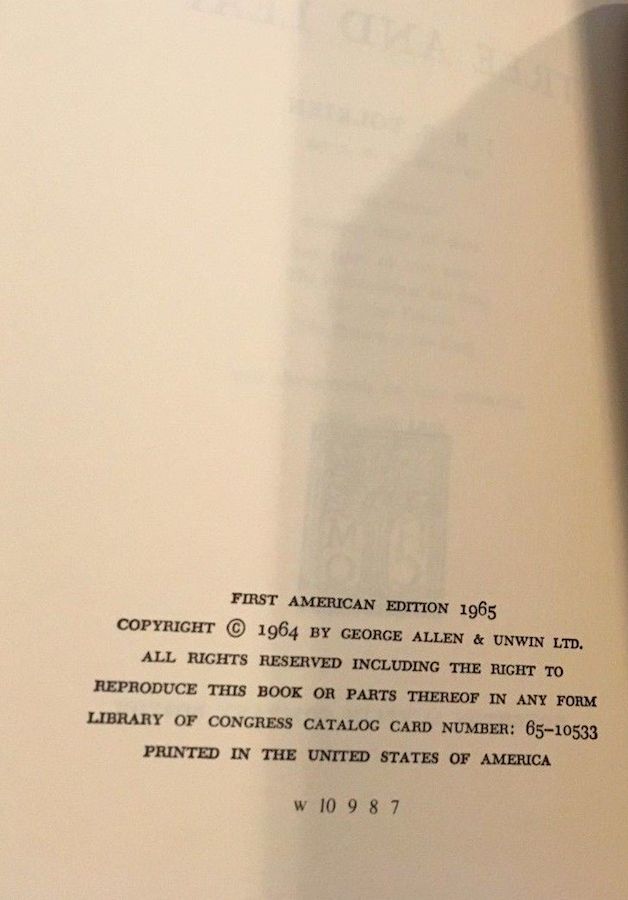 FIRST AMERICAN EDITION 1965
COPYRIGHT © 1964 BY GEORGE ALLEN & UNWIN LTD.
ALL RIGHTS RESERVED INCLUDING THE RIGHT TO
REPRODUCE THIS BOOK OR PARTS THEREOF IN ANY FORM
LIBRARY OF CONGRESS CATALOG CARD NUMBER: 65-10533
PRINTED IN THE UNITED STATES OF AMERICA
W 10 9 8 7